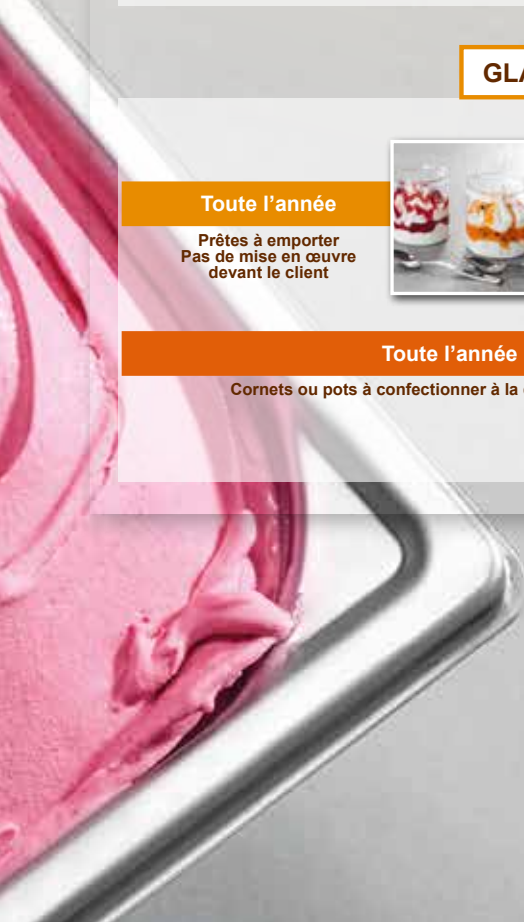 GLA
Toute l’année
Prêtes à emporter
Pas de mise en œuvre
devant le client
Toute l’année
Cornets ou pots à confectionner à la